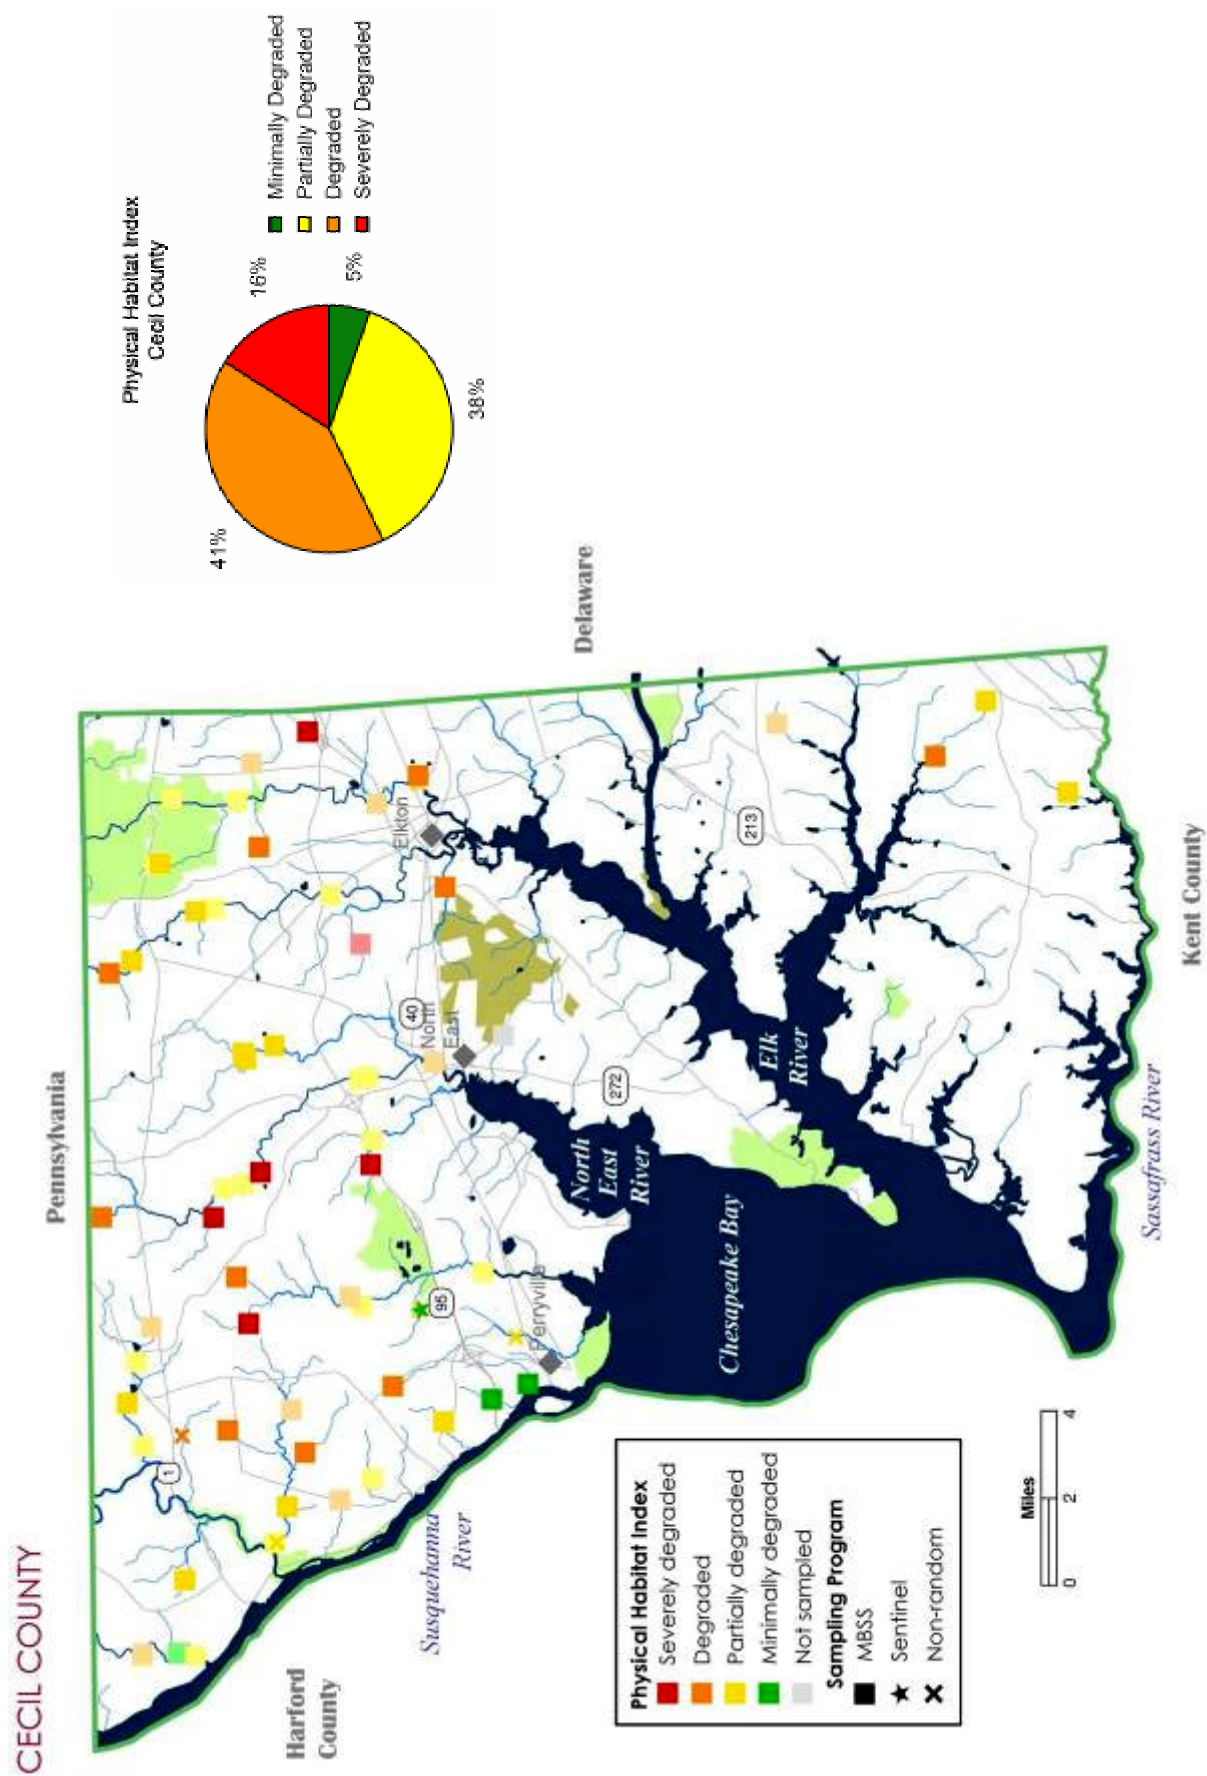 CECIL COUNTY
Physical Habitat Index
Cecil County
16%
5%
41%
38%
Minimally Degraded
Partially Degraded
Degraded
Severely Degraded
Pennsylvania
Delaware
Harford
County
Kent County
Susquehanna
River
Sassafrass River
Chesapeake Bay
North
East
River
Elk
River
Elkton
North
East
Perryville
1
95
40
272
213
Physical Habitat Index
Severely degraded
Degraded
Partially degraded
Minimally degraded
Not sampled
Sampling Program
MBSS
Sentinel
Non-random
Miles
0
2
4